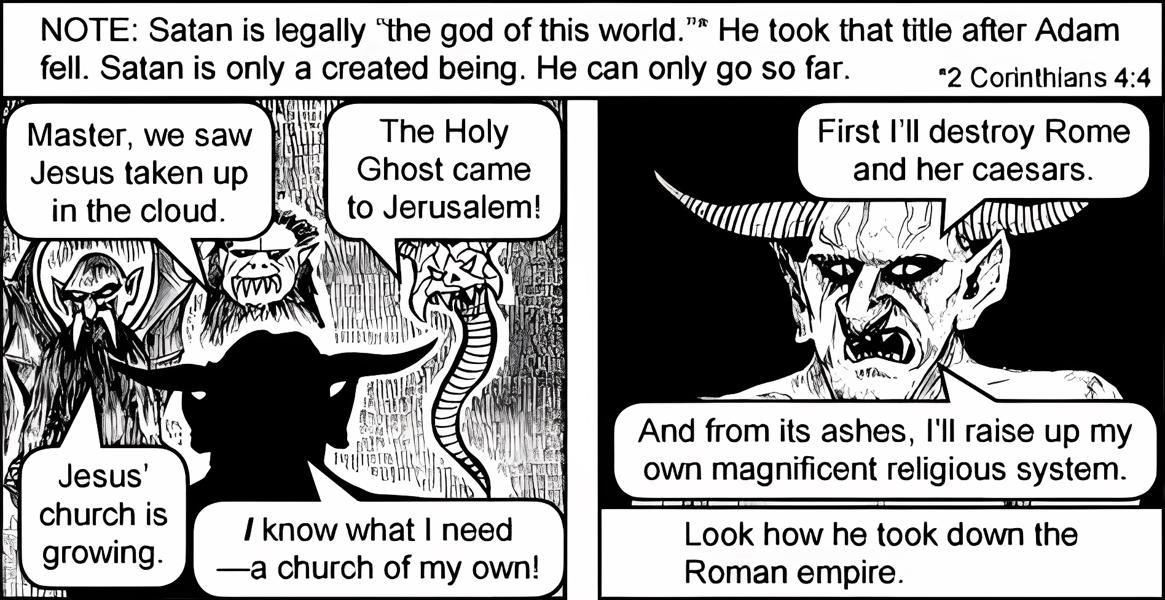 NOTE: Satan is legally “the god of this world.”* He took that title after Adam
fell. Satan is only a created being. He can only go so far.
*2 Corinthians 4:4
Master, we saw
Jesus taken up
in the cloud.
The Holy
Ghost came
to Jerusalem!
Jesus’
church is
growing.
I know what I need
—a church of my own!
First I’ll destroy Rome
and her caesars.
And from its ashes, I'll raise up my
own magnificent religious system.
Look how he took down the
Roman empire.